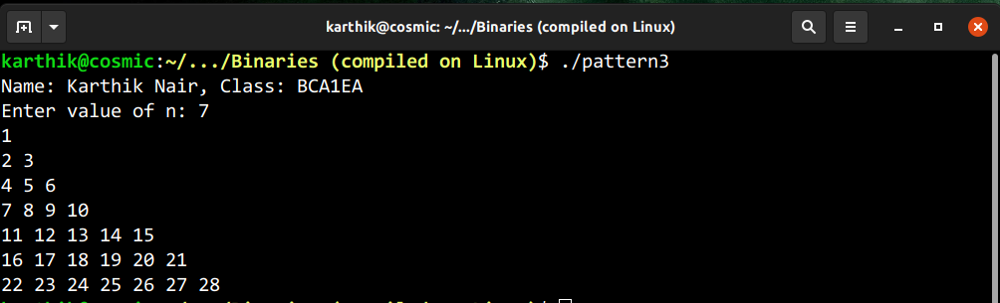 karthik@cosmic: ~/.../Binaries (compiled on Linux)
karthik@cosmic:~/.../Binaries (compiled on Linux)$ ./pattern3
Name: Karthik Nair, Class: BCA1EA
Enter value of n: 7
1
2 3
4 5 6
7 8 9 10
11 12 13 14 15
16 17 18 19 20 21
22 23 24 25 26 27 28